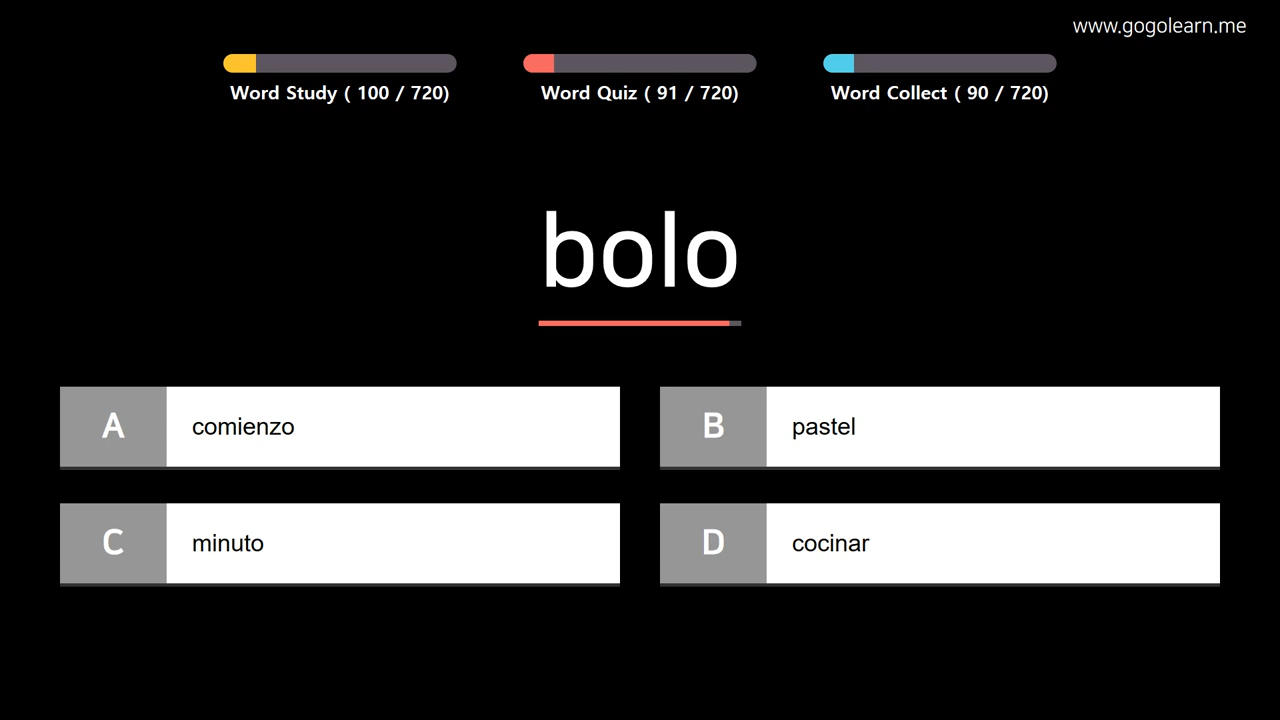 www.gogolearn.me
Word Study ( 100 / 720)
Word Quiz ( 91 / 720)
Word Collect ( 90 / 720)
bolo
A comienzo
B pastel
C minuto
D cocinar